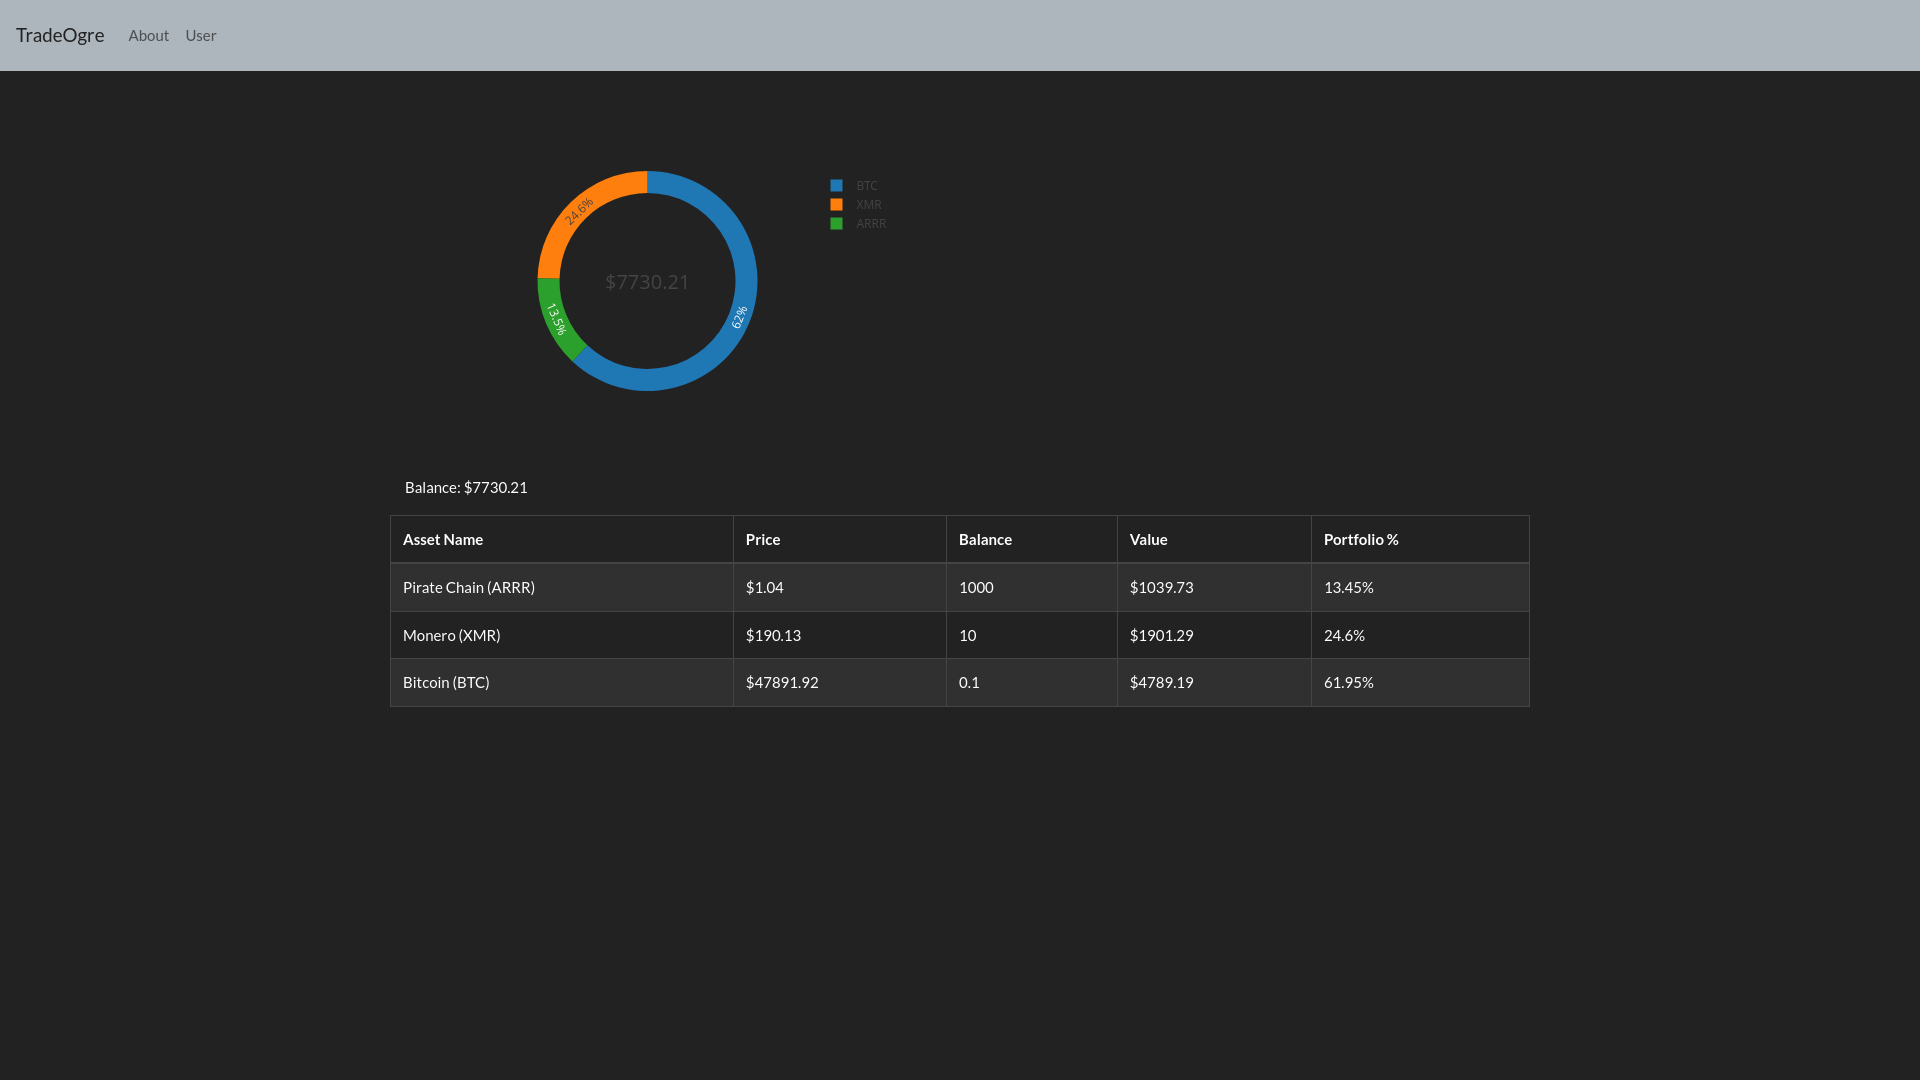 TradeOgre About User
BTC
XMR
ARRR
24.6%
$7730.21
13.5%
62%
Balance: $7730.21
Asset Name Price Balance Value Portfolio %
Pirate Chain (ARRR) $1.04 1000 $1039.73 13.45%
Monero (XMR) $190.13 10 $1901.29 24.6%
Bitcoin (BTC) $47891.92 0.1 $4789.19 61.95%